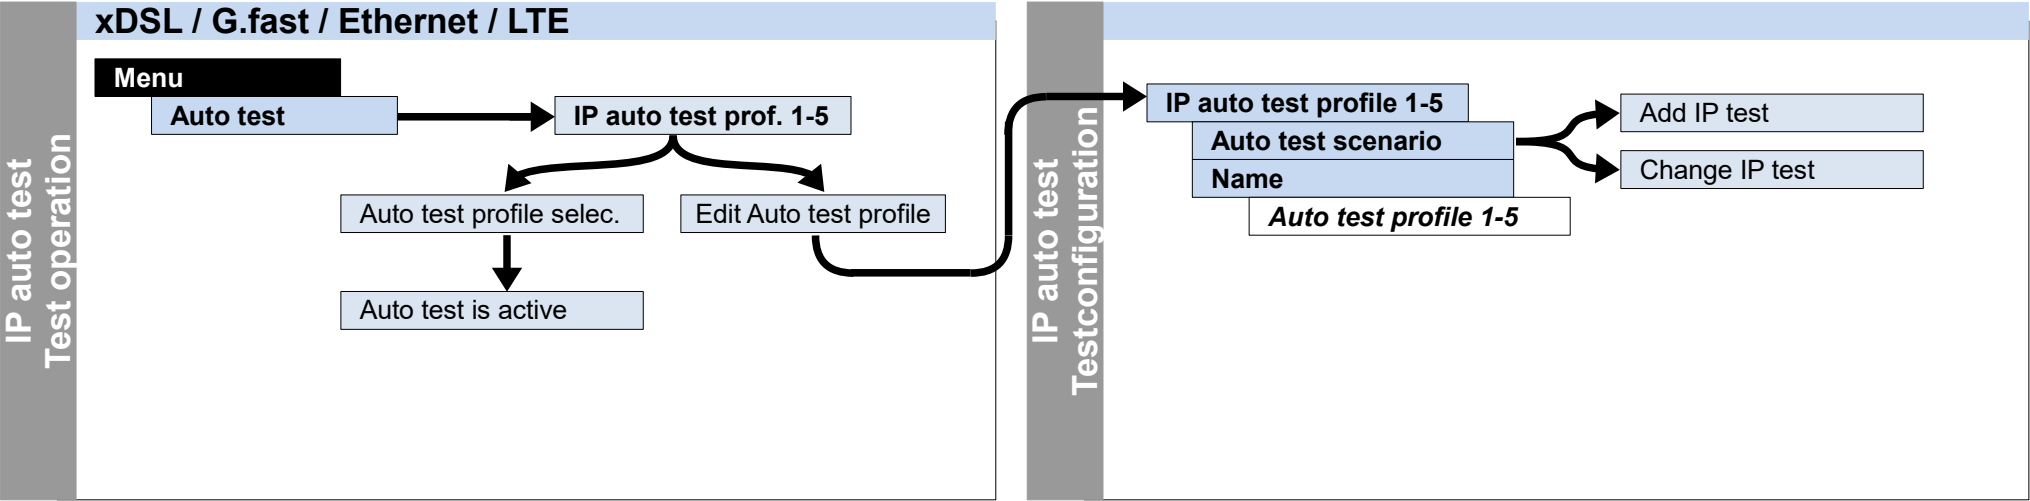 xDSL / G.fast / Ethernet / LTE
IP auto test
Test operation
Menu
Auto test
IP auto test prof. 1-5
Auto test profile selec.
Edit Auto test profile
Auto test is active
IP auto test
Testconfiguration
IP auto test profile 1-5
Auto test scenario
Name
Auto test profile 1-5
Add IP test
Change IP test